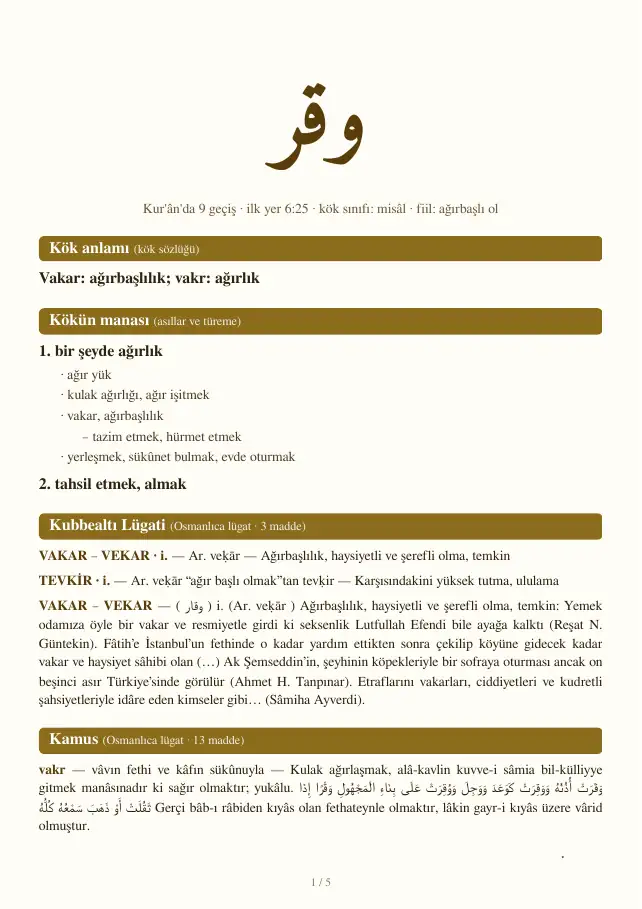 وقر
Kur'ân'da 9 geçiş · ilk yer 6:25 · kök sınıfı: misâl · fiil: ağırbaşlı ol
Kök anlamı (kök sözlüğü)
Vakar: ağırbaşlılık; vakr: ağırlık
Kökün manası (asıllar ve türeme)
1. bir şeyde ağırlık
· ağır yük
· kulak ağırlığı, ağır işitmek
· vakar, ağırbaşlılık
– tazim etmek, hürmet etmek
· yerleşmek, sükûnet bulmak, evde oturmak
2. tahsil etmek, almak
Kubbealtı Lügati (Osmanlıca lügat · 3 madde)
VAKAR – VEKAR · i. — Ar. veḳār — Ağırbaşlılık, haysiyetli ve şerefli olma, temkin
TEVKİR · i. — Ar. veḳār “ağır başlı olmak”tan tevḳir — Karşısındakini yüksek tutma, ululama
VAKAR – VEKAR — ( وقار ) i. (Ar. veḳār ) Ağırbaşlılık, haysiyetli ve şerefli olma, temkin: Yemek
odamıza öyle bir vakar ve resmiyetle girdi ki seksenlik Lutfullah Efendi bile ayağa kalktı (Reşat N.
Güntekin). Fâtih’e İstanbul’un fethinde o kadar yardım ettikten sonra çekilip köyüne gidecek kadar
vakar ve haysiyet sâhibi olan (…) Ak Şemseddin’in, şeyhinin köpekleriyle bir sofraya oturması ancak on
beşinci asır Türkiye’sinde görülür (Ahmet H. Tanpınar). Etraflarını vakarları, ciddiyetleri ve kudretli
şahsiyetleriyle idâre eden kimseler gibi… (Sâmiha Ayverdi).
Kamus (Osmanlıca lügat · 13 madde)
vakr — vâvın fethi ve kâfın sükûnuyla — Kulak ağırlaşmak, alâ-kavlin kuvve-i sâmia bil-külliyye
gitmek manâsınadır ki sağır olmaktır; yukâlu. وَقَرَتْ أُذُنُهُ وَوَقِرَتْ كَوَعَدَ وَوَجِلَ وَوُقِرَتْ عَلَى بِنَاءِ الْمَجْهُولِ وَقْرًا إِذَا
ثَقُلَتْ أَوْ ذَهَبَ سَمْعُهُ كُلُّهُ Gerçi bâb-ı râbiden kıyâs olan fethateynle olmaktır, lâkin gayr-i kıyâs üzere vârid
olmuştur.
.
1 / 5